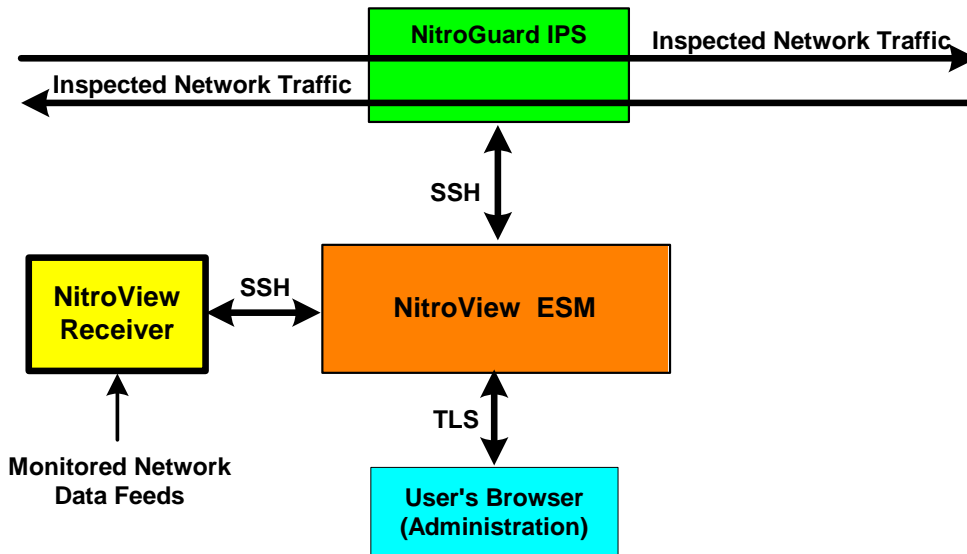 NitroGuard IPS
Inspected Network Traffic
Inspected Network Traffic
SSH
NitroView
Receiver
SSH
NitroView ESM
TLS
Monitored Network
Data Feeds
User's Browser
(Administration)